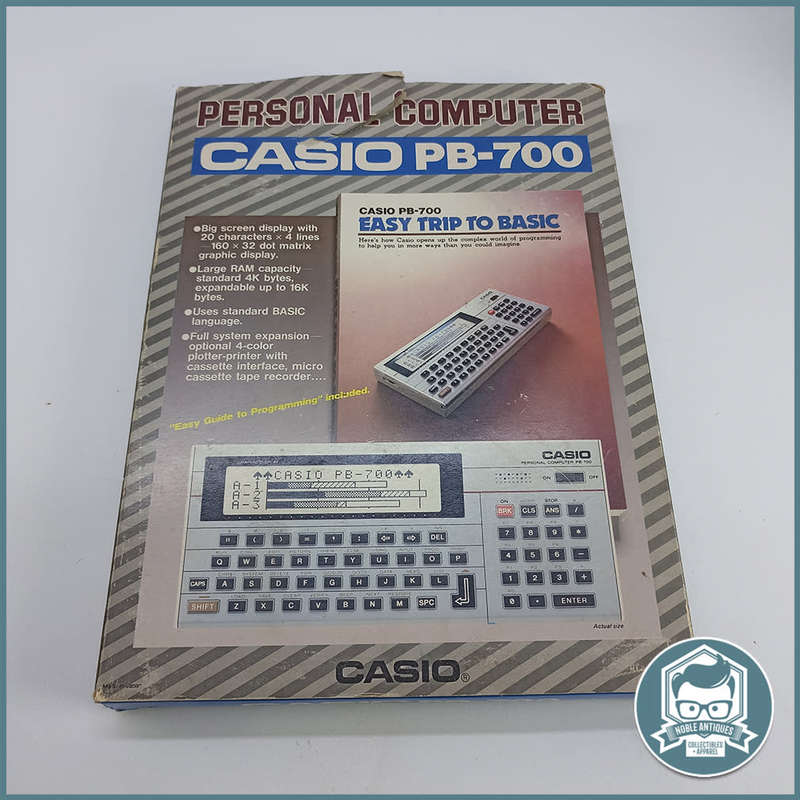 PERSONAL COMPUTER
CASIO PB-700
●Big screen display with
20 characters × 4 lines
—160 × 32 dot matrix
graphic display.
●Large RAM capacity—
standard 4K bytes,
expandable up to 16K
bytes.
●Uses standard BASIC
language.
●Full system expansion—
optional 4-color
plotter-printer with
cassette interface, micro
cassette tape recorder....
"Easy Guide to Programming" included.
CASIO PB-700
EASY TRIP TO BASIC
Here's how Casio opens up the complex world of programming
to help you in more ways than you could imagine.
CASIO
CASIO
PERSONAL COMPUTER PB-700
♠♠CASIO PB-700♠♠
A-1
A-2
A-3
ON OFF
ON STOP
BRK CLS ANS /
" ( ) = , ; : ⇦ ⇨ DEL
7 8 9 *
Q W E R T Y U I O P
4 5 6 −
CAPS A S D F G H J K L
1 2 3 +
SHIFT Z X C V B N M SPC
0 . ENTER
Actual size
CASIO®
NOBLE ANTIQUES
COLLECTIBLES
+ APPAREL